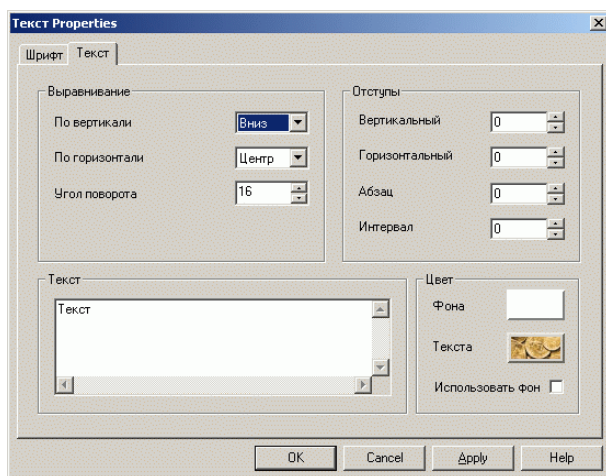 Текст Properties
Шрифт Текст
Выравнивание
По вертикали Вниз
По горизонтали Центр
Угол поворота 16
Отступы
Вертикальный 0
Горизонтальный 0
Абзац 0
Интервал 0
Текст
Текст
Цвет
Фона
Текста
Использовать фон
OK Cancel Apply Help